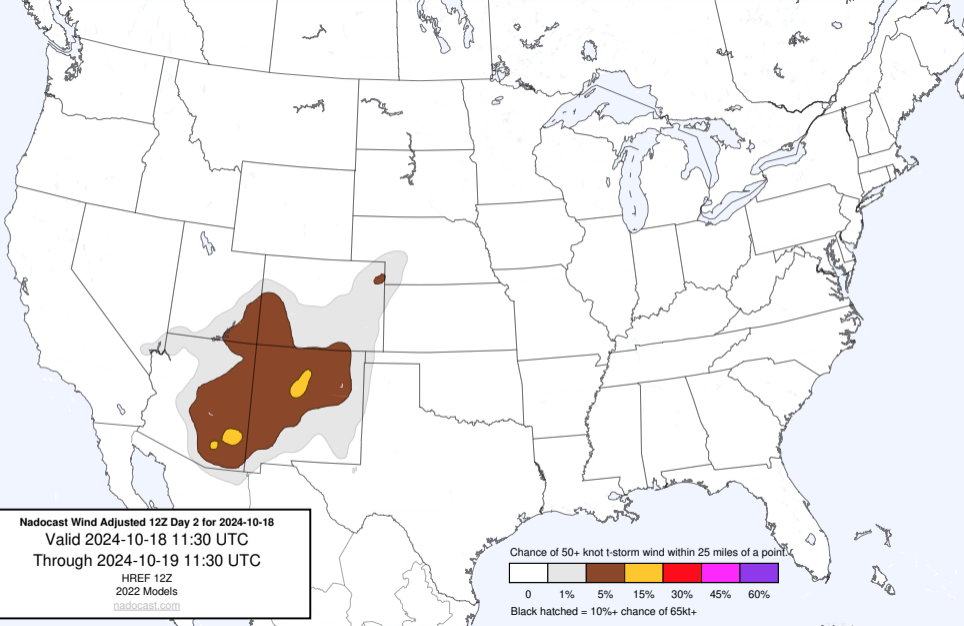 Nadocast Wind Adjusted 12Z Day 2 for 2024-10-18
Valid 2024-10-18 11:30 UTC
Through 2024-10-19 11:30 UTC
HREF 12Z
2022 Models
nadocast.com
Chance of 50+ knot t-storm wind within 25 miles of a point.
0 1% 5% 15% 30% 45% 60%
Black hatched = 10%+ chance of 65kt+